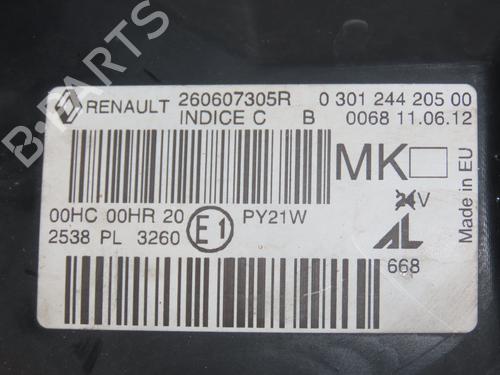 B-PARTS
RENAULT 260607305R 0 301 244 205 00
INDICE C B 0068 11.06.12
MK
00HC 00HR 20 PY21W
2538 PL 3260 E1
24V
AL
668
Made in EU